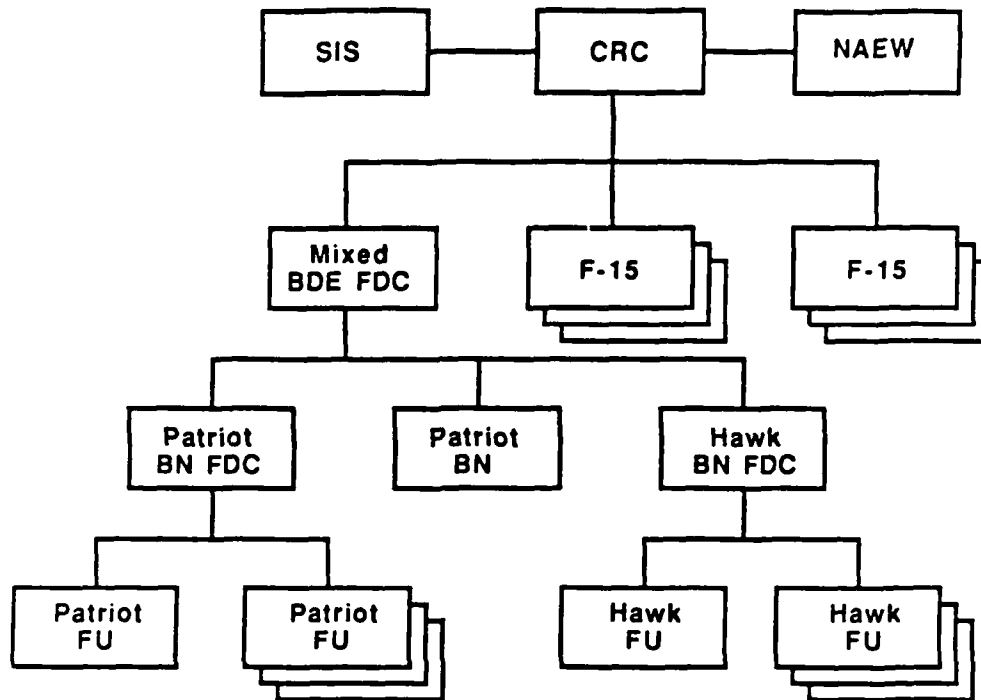 SIS
CRC
NAEW
Mixed
BDE FDC
F-15
F-15
Patriot
BN FDC
Patriot
BN
Hawk
BN FDC
Patriot
FU
Patriot
FU
Hawk
FU
Hawk
FU